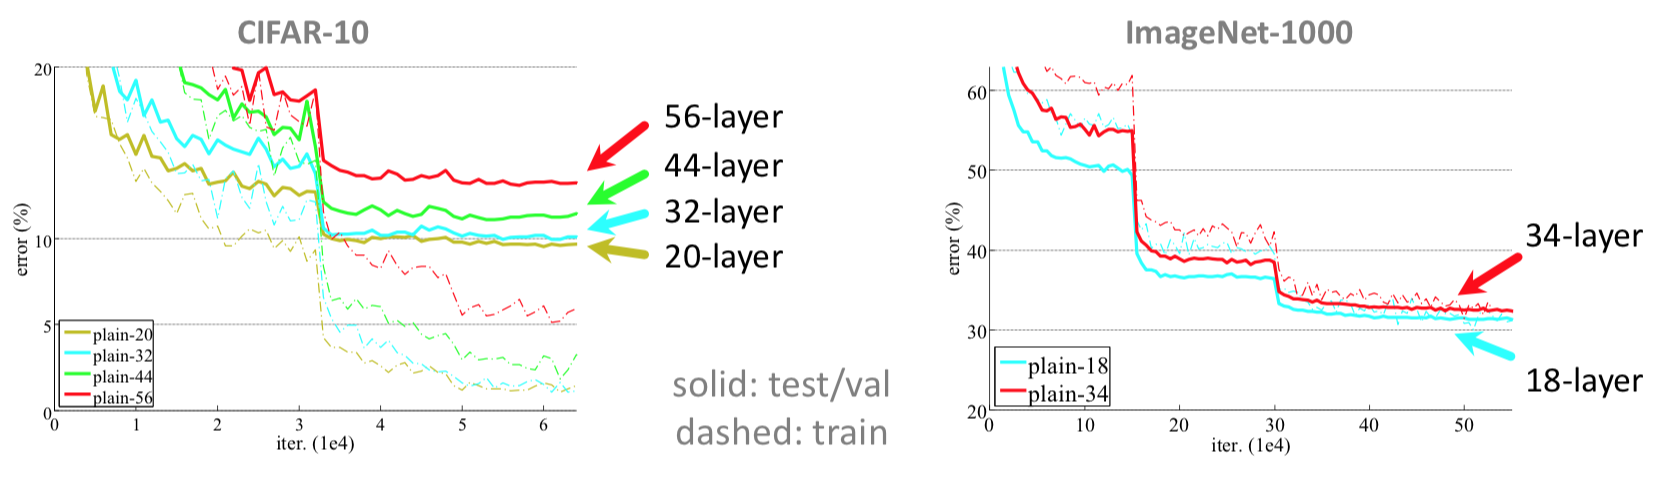 CIFAR-10
20
10
5
0
error (%)
0 1 2 3 4 5 6
iter. (1e4)
plain-20
plain-32
plain-44
plain-56
56-layer
44-layer
32-layer
20-layer
solid: test/val
dashed: train
ImageNet-1000
60
50
40
30
20
error (%)
0 10 20 30 40 50
iter. (1e4)
plain-18
plain-34
34-layer
18-layer